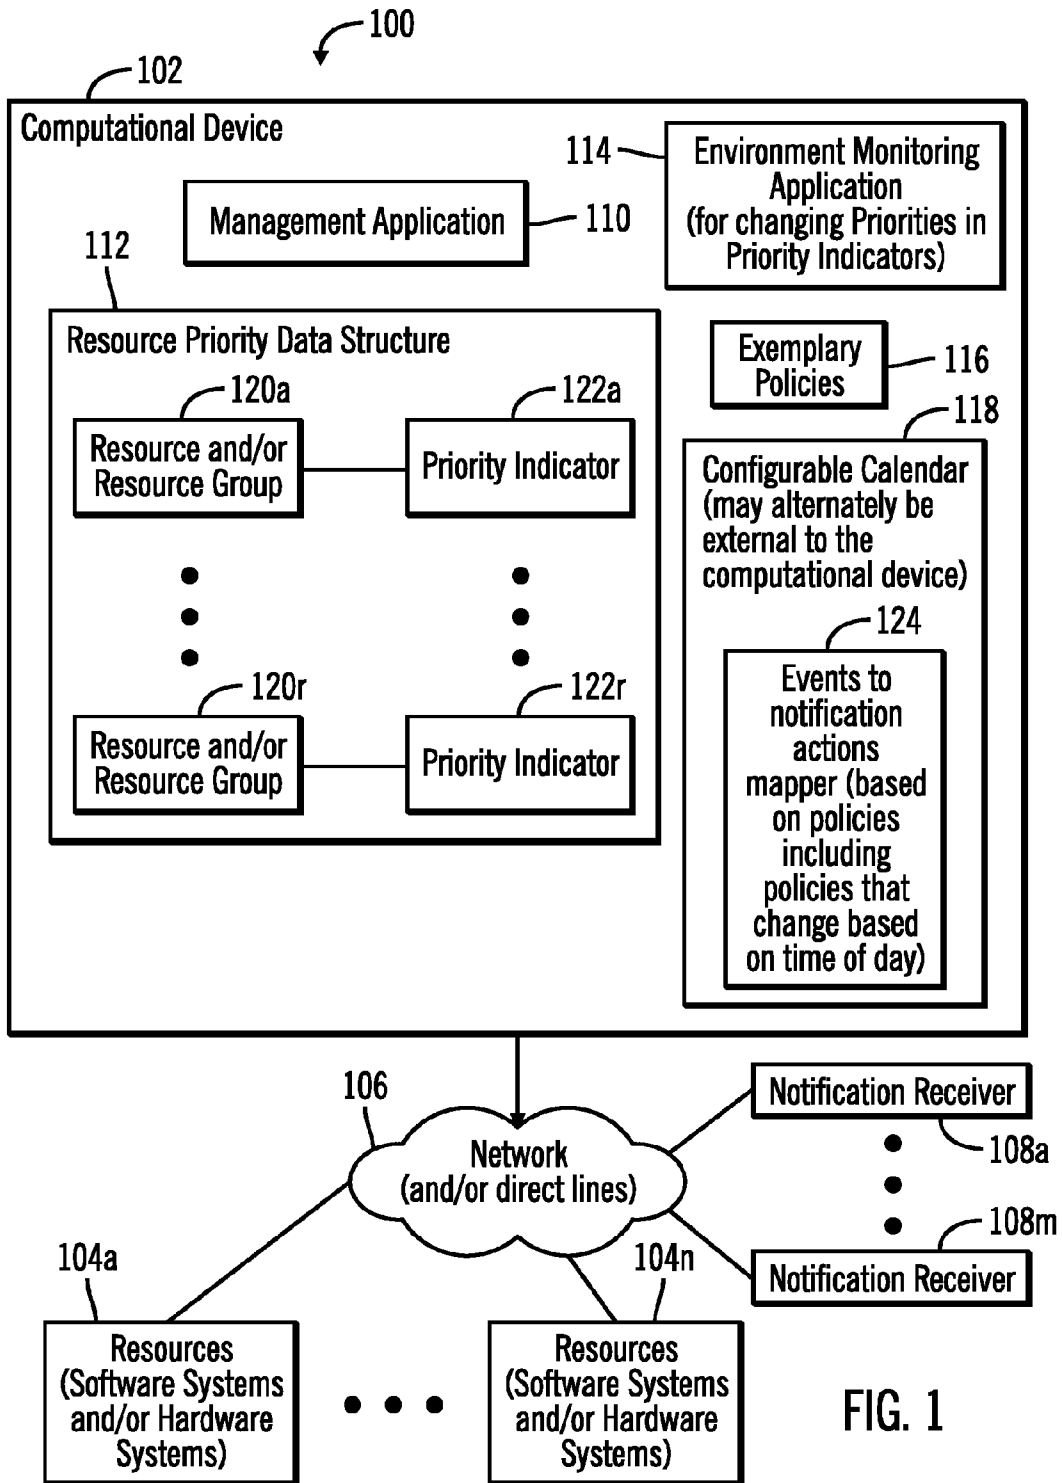 100
102
Computational Device
114
Environment Monitoring
Application
(for changing Priorities in
Priority Indicators)
Management Application
110
112
Resource Priority Data Structure
Exemplary
Policies
116
120a
122a
Resource and/or
Resource Group
Priority Indicator
118
Configurable Calendar
(may alternately be
external to the
computational device)
124
Events to
notification
actions
mapper (based
on policies
including
policies that
change based
on time of day)
120r
122r
Resource and/or
Resource Group
Priority Indicator
106
Network
(and/or direct lines)
Notification Receiver
108a
108m
Notification Receiver
104a
104n
Resources
(Software Systems
and/or Hardware
Systems)
Resources
(Software Systems
and/or Hardware
Systems)
FIG. 1